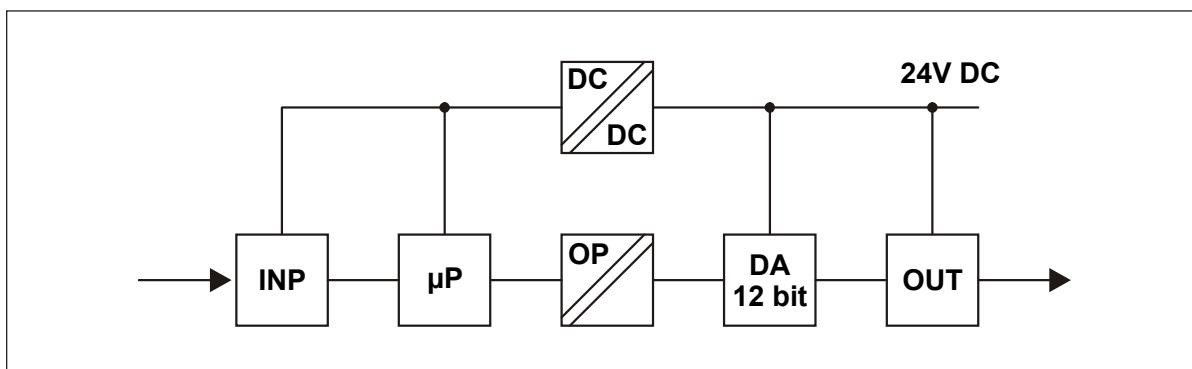 DC
DC
24V DC
INP
µP
OP
DA
12 bit
OUT